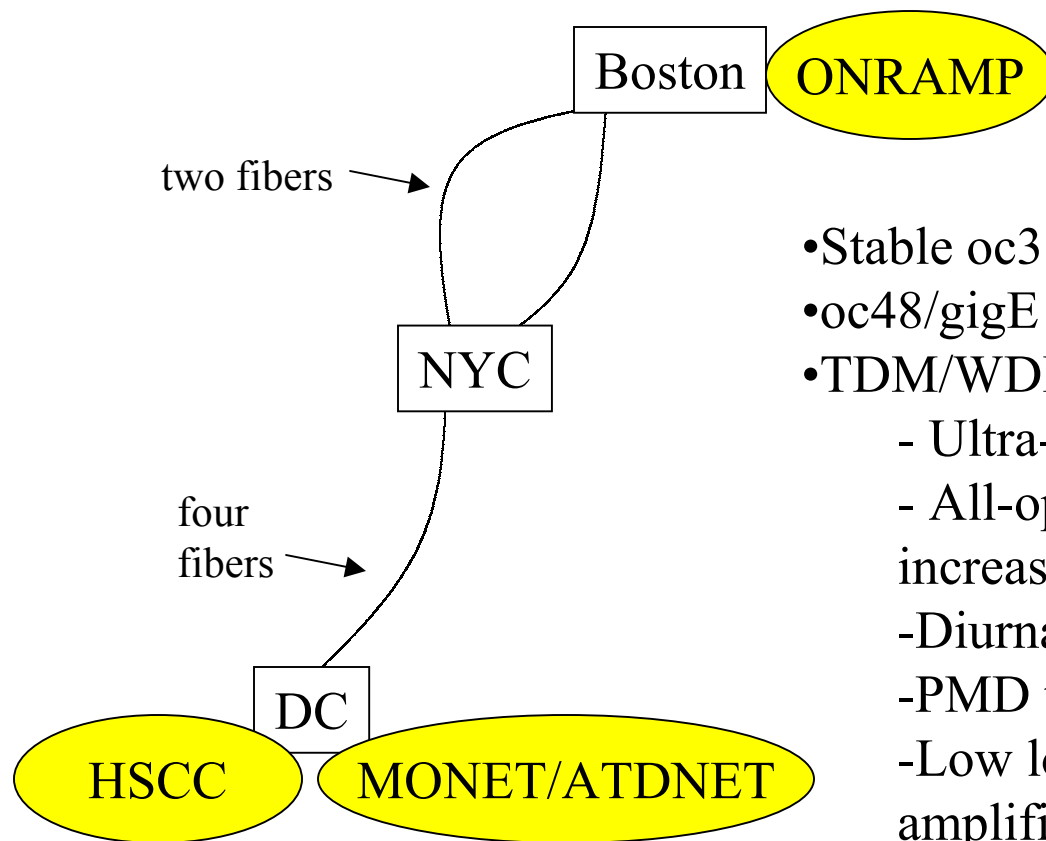 Boston
ONRAMP
two fibers
NYC
four
fibers
DC
HSCC
MONET/ATDNET
•Stable oc3
•oc48/gigE
•TDM/WD
- Ultra-
- All-op
increas
-Diurna
-PMD
-Low lo
amplifi